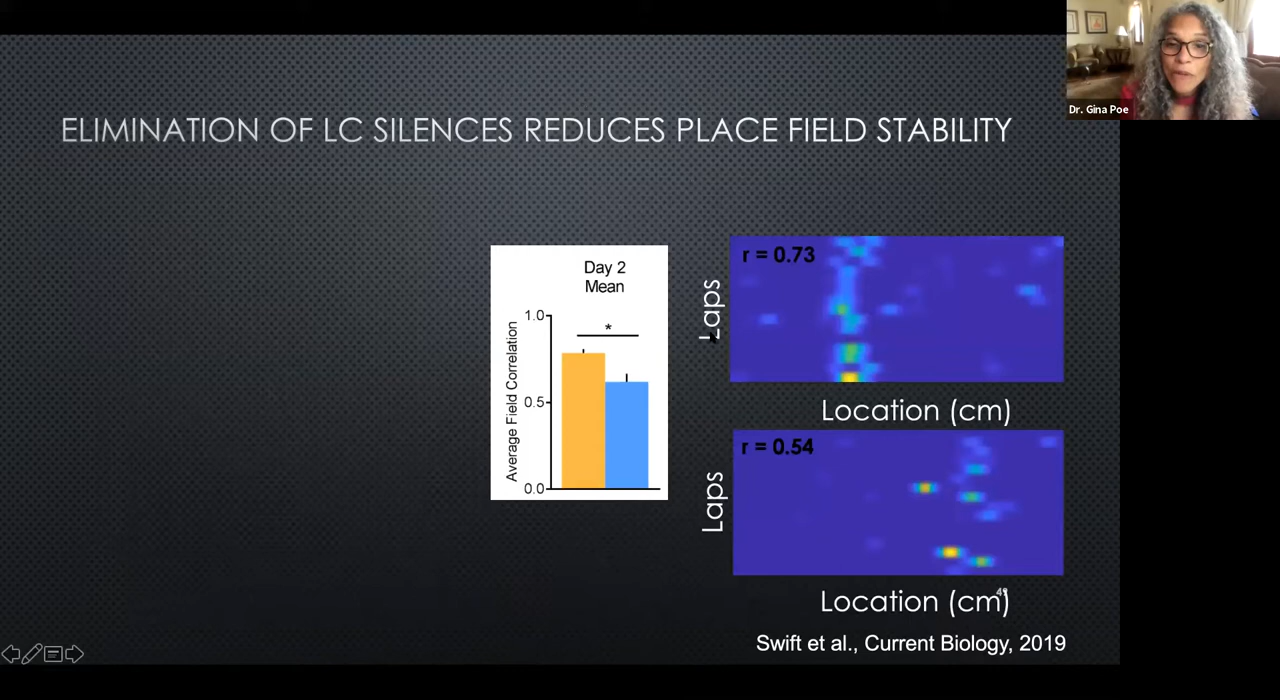 Dr. Gina Poe
ELIMINATION OF LC SILENCES REDUCES PLACE FIELD STABILITY
Day 2
Mean
*
1.0
0.5
0.0
Average Field Correlation
r = 0.73
Laps
Location (cm)
r = 0.54
Laps
Location (cm)
Swift et al., Current Biology, 2019